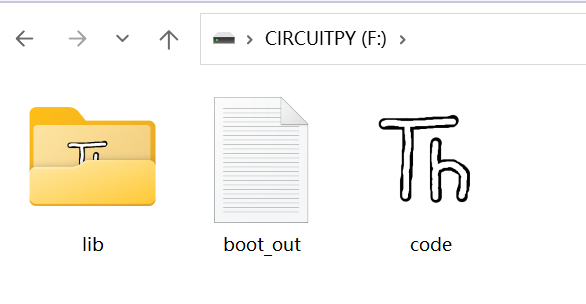 CIRCUITPY (F:)
Th
Th
lib
boot_out
code